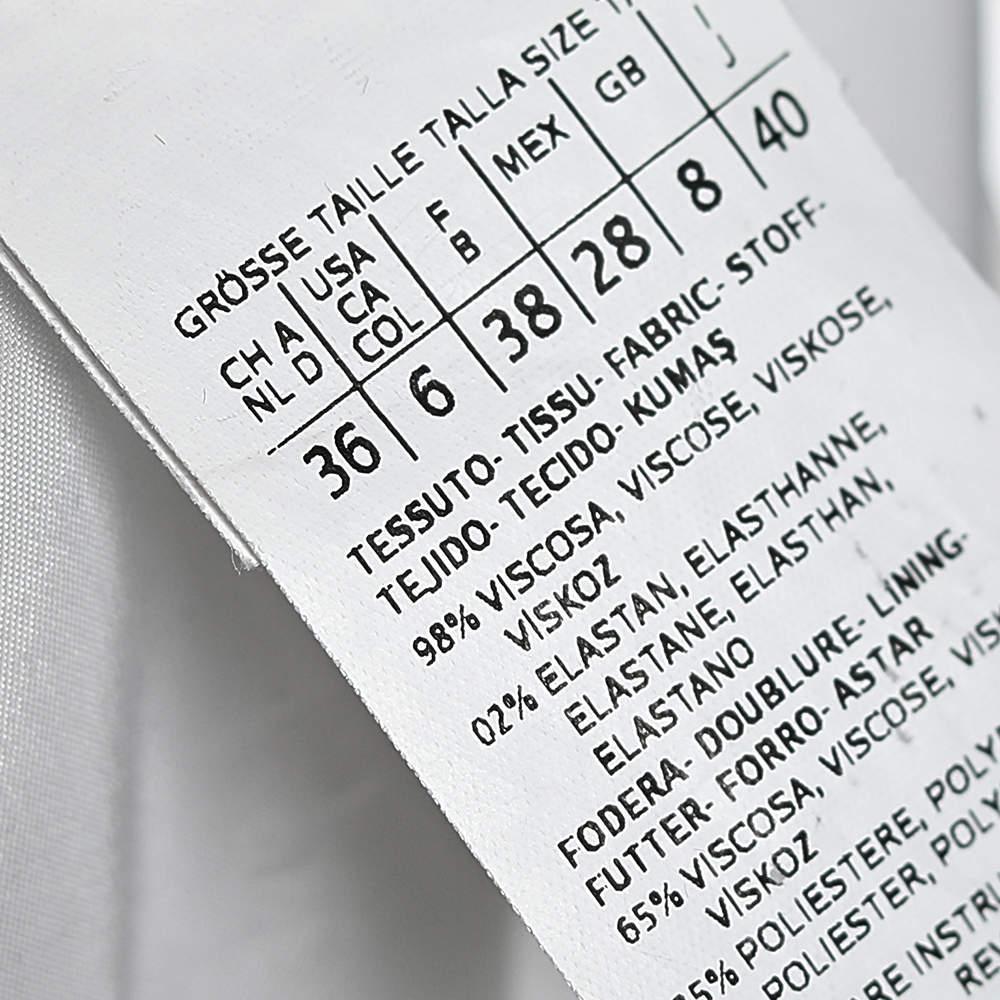 GRÖSSE TAILLE TALLA SIZE
CH A USA F MEX GB I
NL D CA B J
COL
36 6 38 28 8 40
TESSUTO- TISSU- FABRIC- STOFF-
TEJIDO- TECIDO- KUMAŞ
98% VISCOSA, VISCOSE, VISCOSE, VISKOSE,
VISKOZ
02% ELASTAN, ELASTHANNE,
ELASTANE, ELASTHAN,
ELASTANO
FODERA- DOUBLURE- LINING-
FUTTER- FORRO- ASTAR
65% VISCOSA, VISCOSE,
VISKOZ
5% POLIESTERE,
POLIESTER,